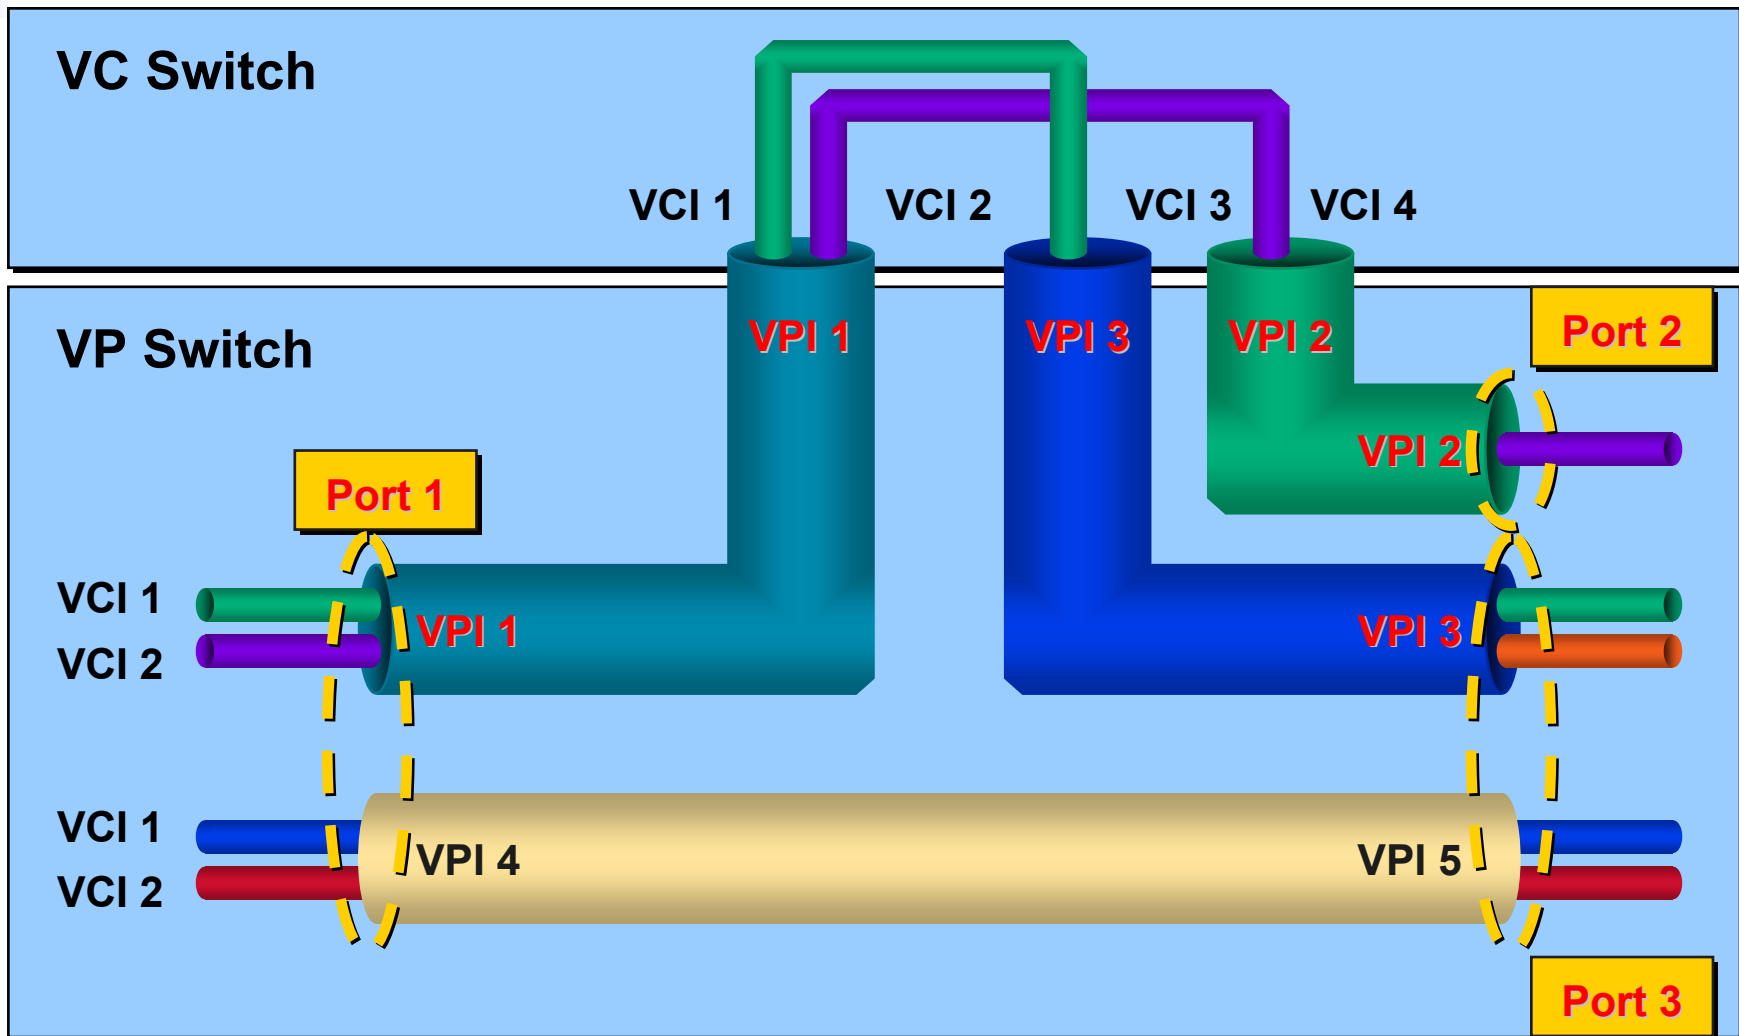 VC Switch
VCI 1 VCI 2 VCI 3 VCI 4
VP Switch
VPI 1 VPI 3 VPI 2
Port 2
VPI 2
Port 1
VCI 1
VPI 1 VPI 3
VCI 2
VCI 1
VPI 4 VPI 5
VCI 2
Port 3